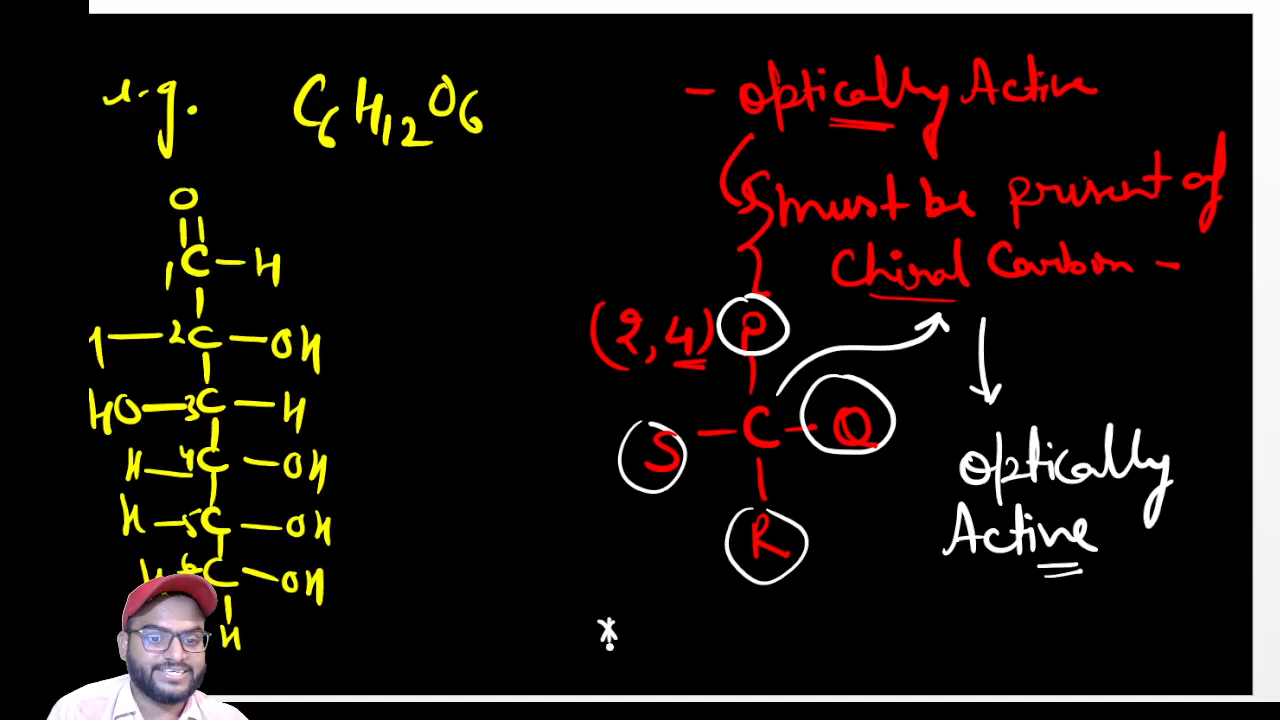 e.g. C6H12O6
O
1C-H
H-2C-OH
HO-3C-H
H-4C-OH
H-5C-OH
H-6C-OH
H
- optically Active
must be present of
Chiral Carbon -
(2, 4) P
S-C-Q
R
optically
Active
*